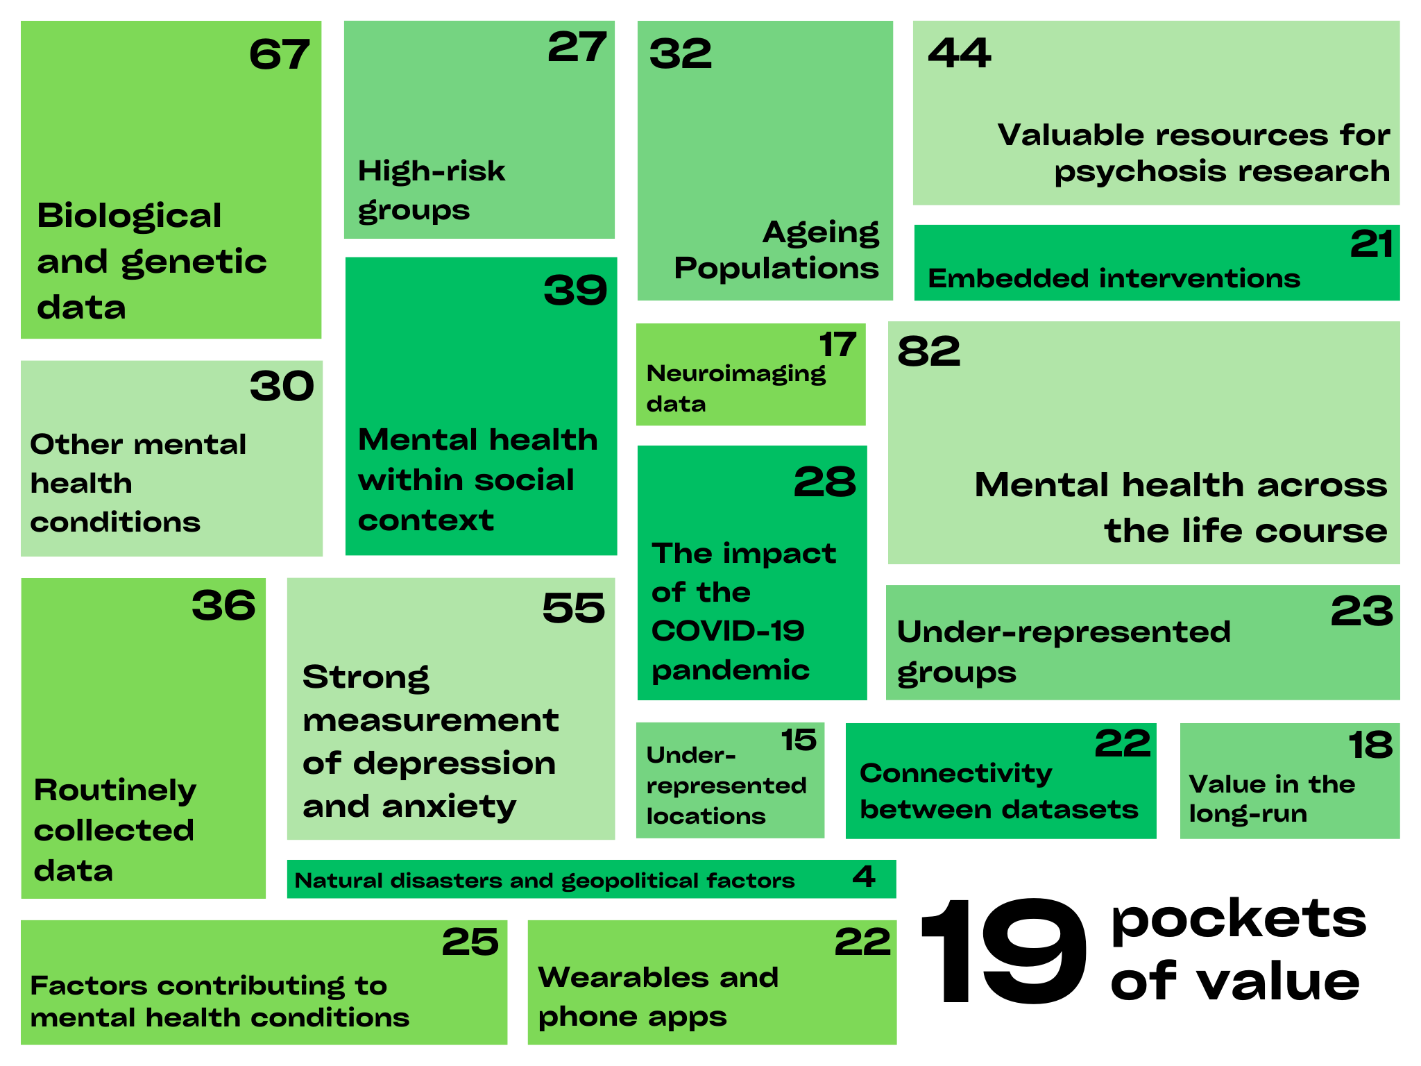 67
Biological
and genetic
data
27
High-risk
groups
32
Ageing
Populations
44
Valuable resources for
psychosis research
21
Embedded interventions
39
Mental health
within social
context
17
Neuroimaging
data
82
Mental health across
the life course
30
Other mental
health
conditions
28
The impact
of the
COVID-19
pandemic
36
Routinely
collected
data
55
Strong
measurement
of depression
and anxiety
23
Under-represented
groups
15
Under-
represented
locations
22
Connectivity
between datasets
18
Value in the
long-run
Natural disasters and geopolitical factors 4
25
Factors contributing to
mental health conditions
22
Wearables and
phone apps
19 pockets
of value